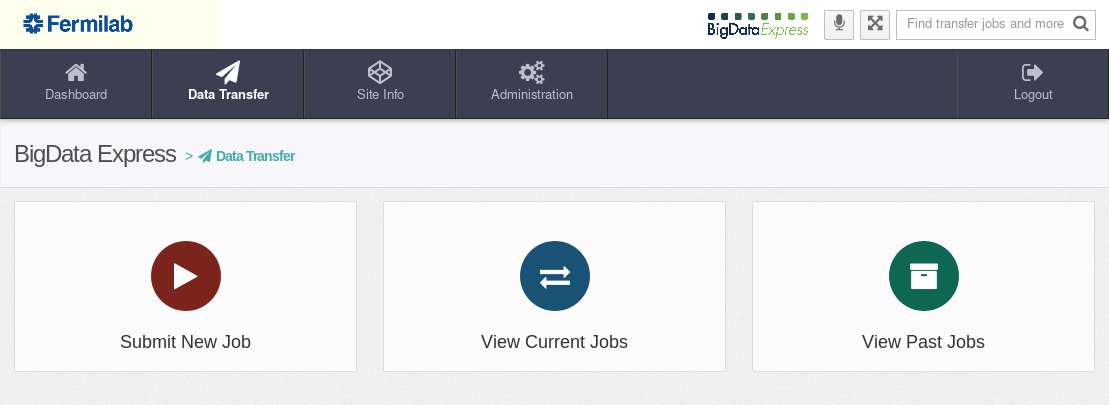 Fermilab
BigDataExpress
Find transfer jobs and more
Dashboard
Data Transfer
Site Info
Administration
Logout
BigData Express > Data Transfer
Submit New Job
View Current Jobs
View Past Jobs